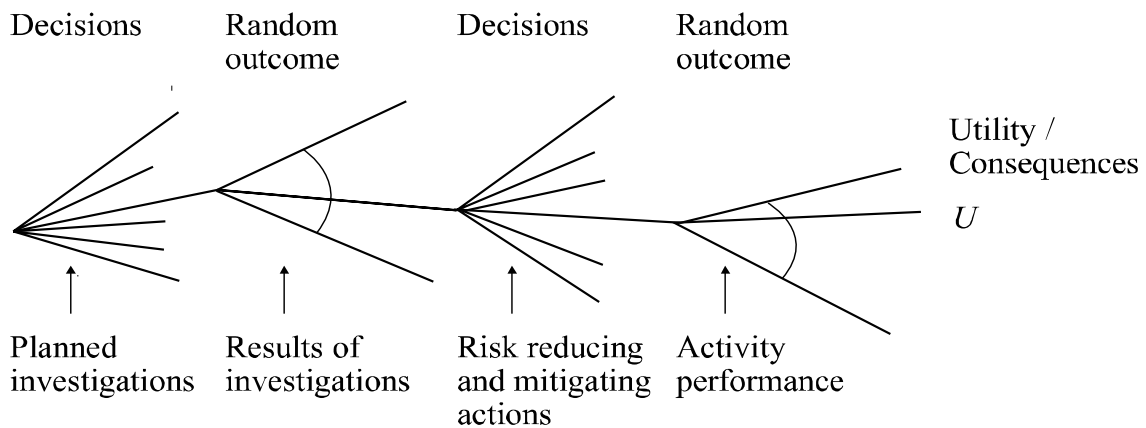 Decisions
Random
outcome
Decisions
Random
outcome
Utility /
Consequences
U
Planned
investigations
Results of
investigations
Risk reducing
and mitigating
actions
Activity
performance